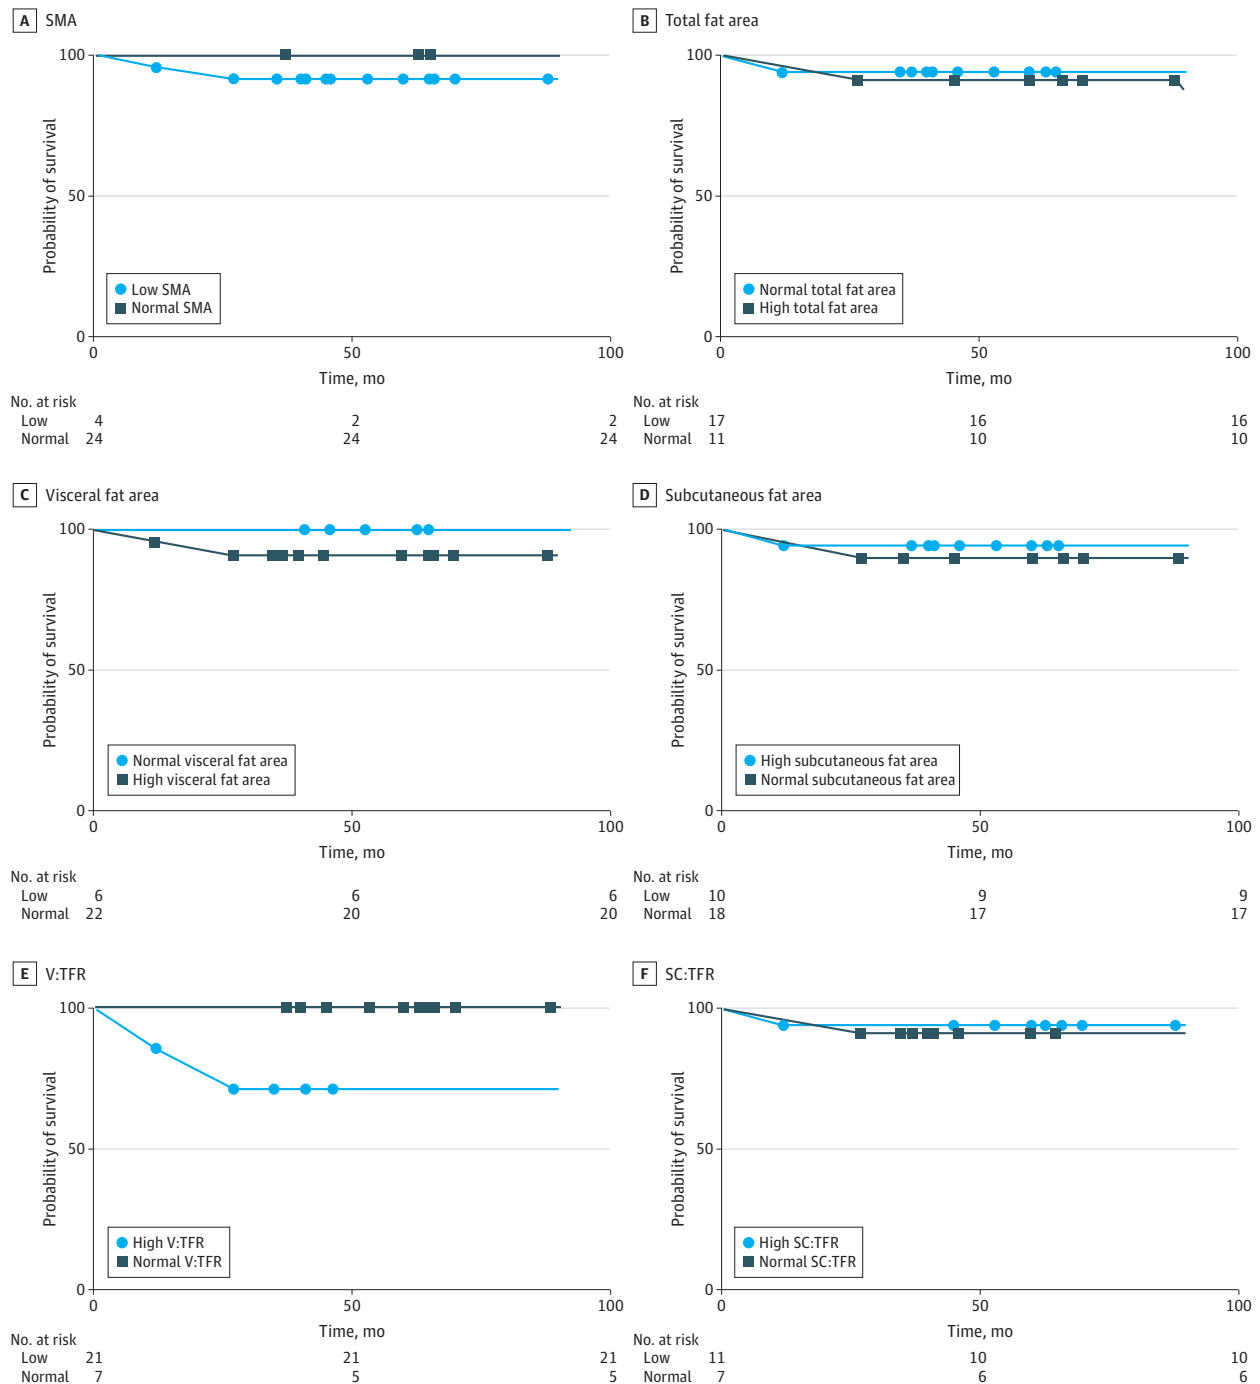 A SMA
100
50
0
Probability of survival
Low SMA
Normal SMA
0 50 100
Time, mo
No. at risk
Low 4 2 2
Normal 24 24 24
B Total fat area
100
50
0
Probability of survival
Normal total fat area
High total fat area
0 50 100
Time, mo
No. at risk
Low 17 16 16
Normal 11 10 10
C Visceral fat area
100
50
0
Probability of survival
Normal visceral fat area
High visceral fat area
0 50 100
Time, mo
No. at risk
Low 6 6 6
Normal 22 20 20
D Subcutaneous fat area
100
50
0
Probability of survival
High subcutaneous fat area
Normal subcutaneous fat area
0 50 100
Time, mo
No. at risk
Low 10 9 9
Normal 18 17 17
E V:TFR
100
50
0
Probability of survival
High V:TFR
Normal V:TFR
0 50 100
Time, mo
No. at risk
Low 21 21 21
Normal 7 5 5
F SC:TFR
100
50
0
Probability of survival
High SC:TFR
Normal SC:TFR
0 50 100
Time, mo
No. at risk
Low 11 10 10
Normal 7 6 6